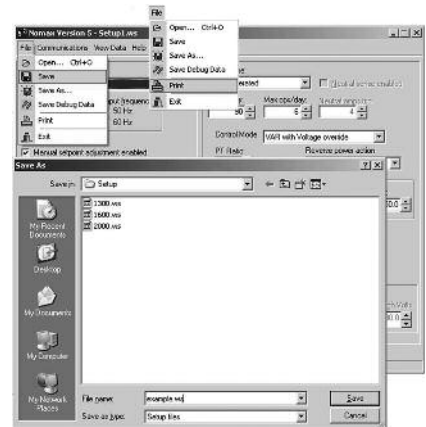 File
Open... Ctrl+O
Save
Save As...
Save Debug Data
Print
Exit
Noman Version 5 - Setup1.ws
File Communications View Data Help
Open... Ctrl+O
Save
Save As...
Save Debug Data
Print
Exit
50 Hz
60 Hz
Max ops/day:
90
6
4
Control Mode
VAR with Voltage override
PT Ratio:
Reverse power action
Manual setpoint adjustment enabled
Save As
Save in:
Setup
My Recent Documents
Desktop
My Documents
My Computer
My Network Places
1300.ws
1600.ws
2000.ws
File name:
example.ws
Save
Save as type:
Setup files
Cancel